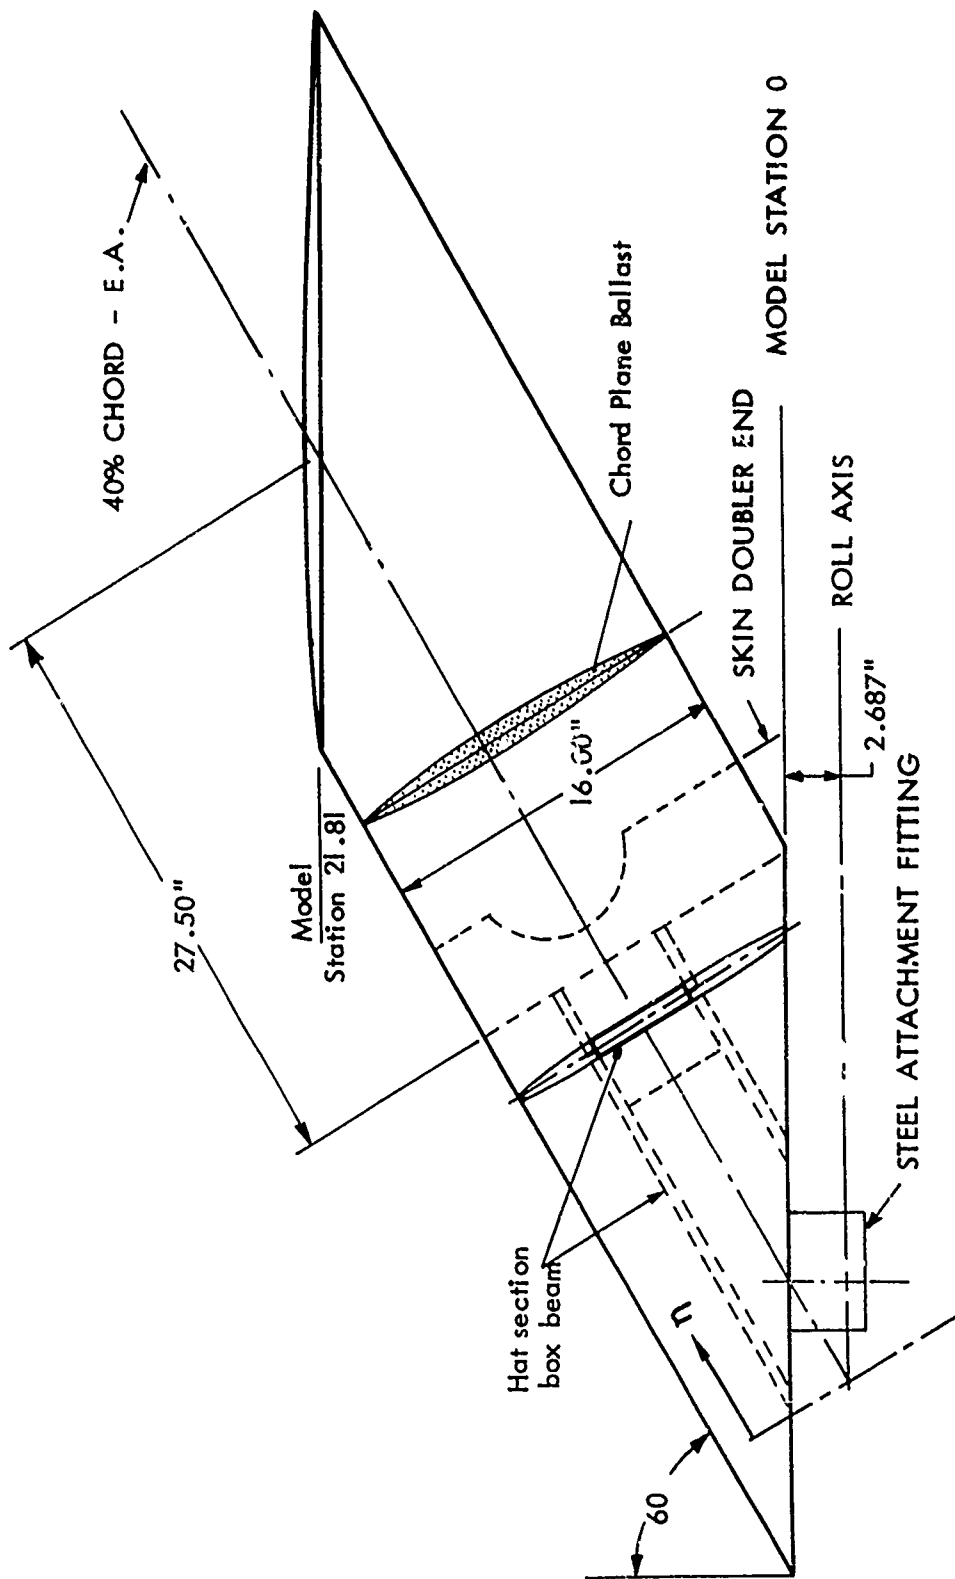 40% CHORD - E.A.
27.50"
Model
Station 21.81
16.00"
Chord Plane Ballast
SKIN DOUBLER END
MODEL STATION 0
ROLL AXIS
2.687"
STEEL ATTACHMENT FITTING
Hat section
box beam
60